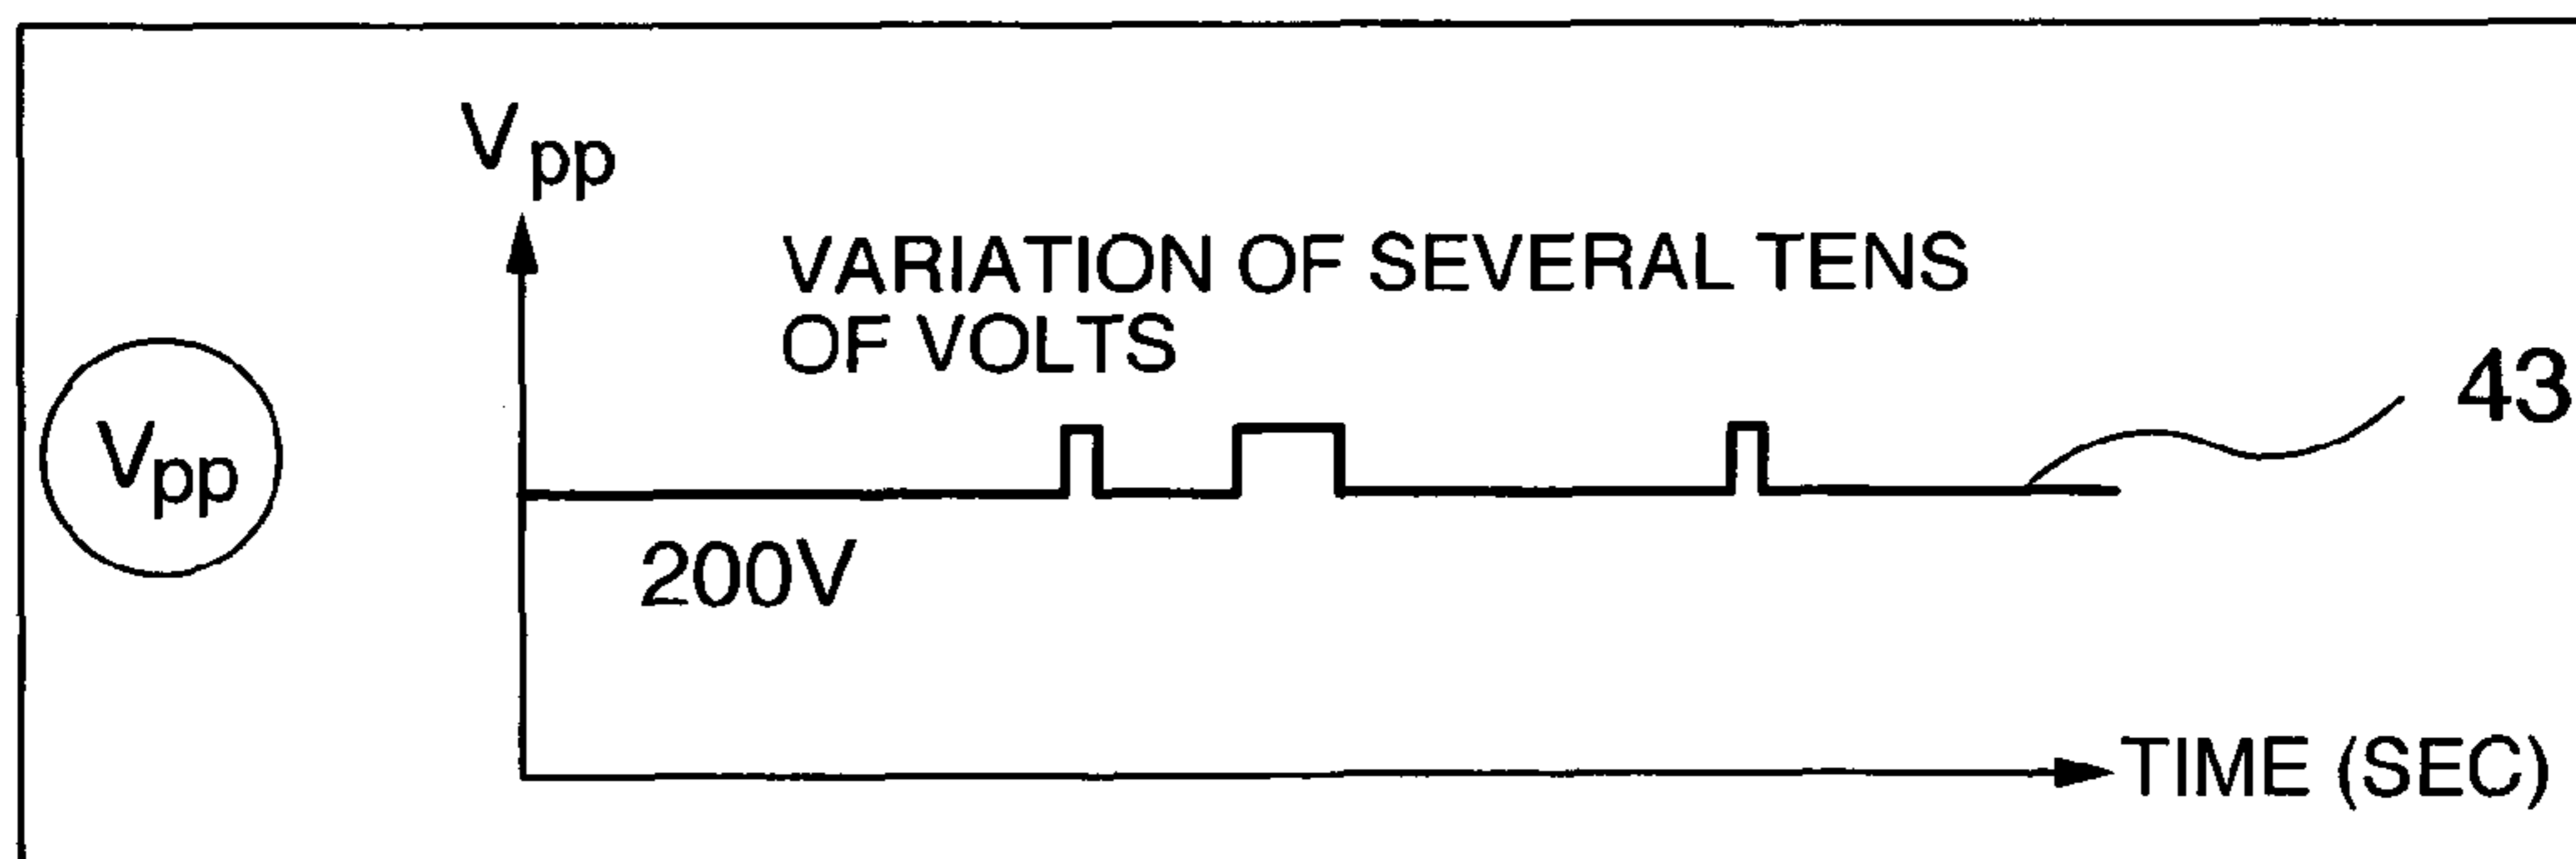 Vpp
VARIATION OF SEVERAL TENS
OF VOLTS
43
Vpp
200V
TIME (SEC)